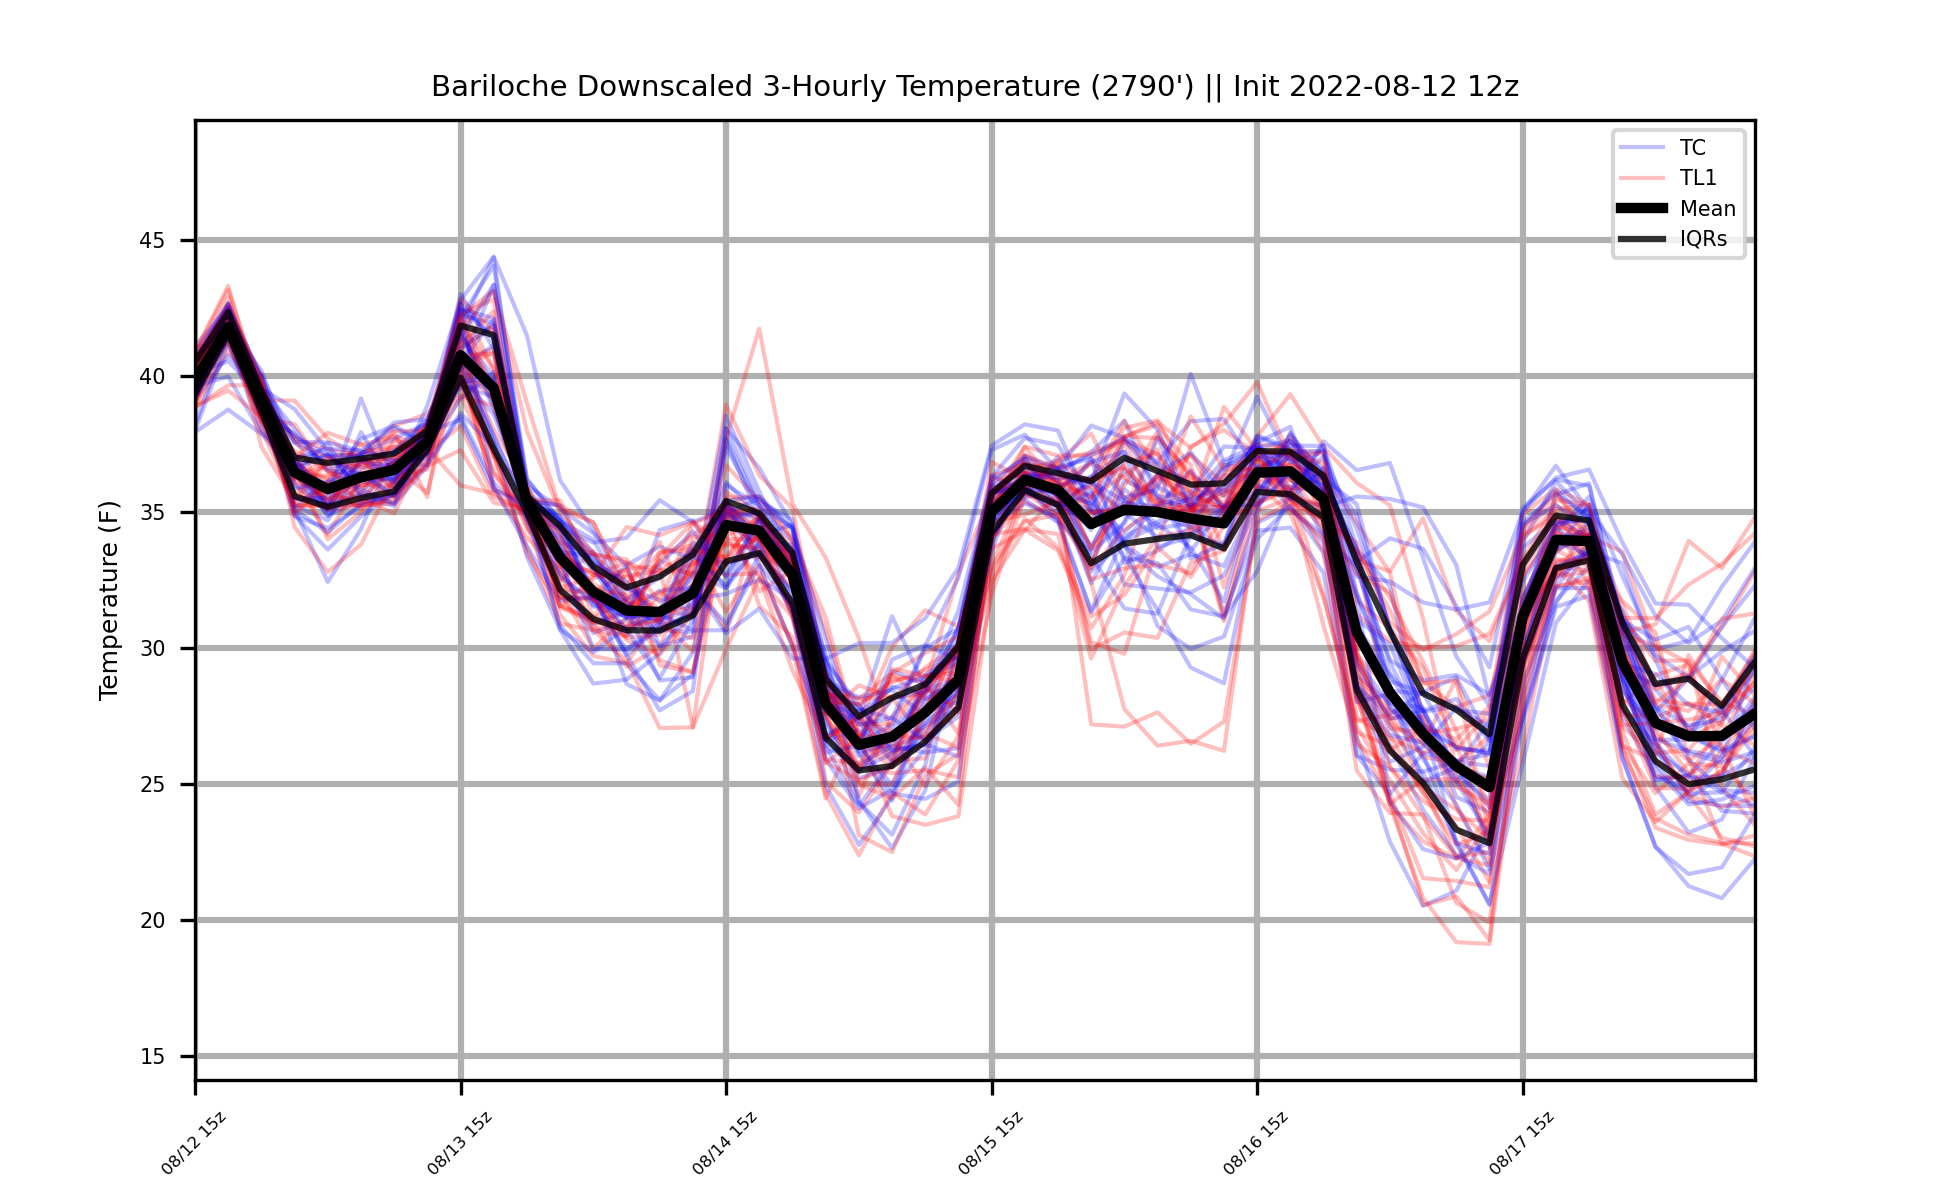 Bariloche Downscaled 3-Hourly Temperature (2790') || Init 2022-08-12 12z
TC
TL1
Mean
IQRs
Temperature (F)
45
40
35
30
25
20
15
08/12 15z
08/13 15z
08/14 15z
08/15 15z
08/16 15z
08/17 15z